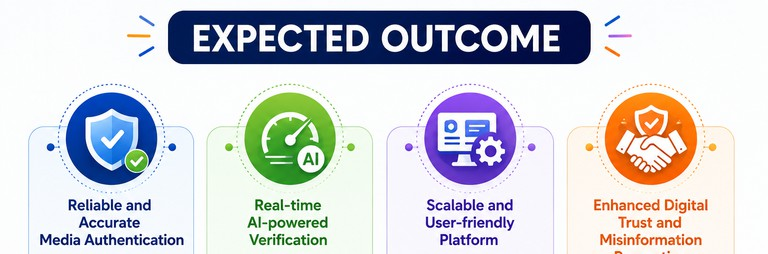 EXPECTED OUTCOME
AI
Reliable and
Accurate
Media Authentication
Real-time
AI-powered
Verification
Scalable and
User-friendly
Platform
Enhanced Digital
Trust and
Misinformation